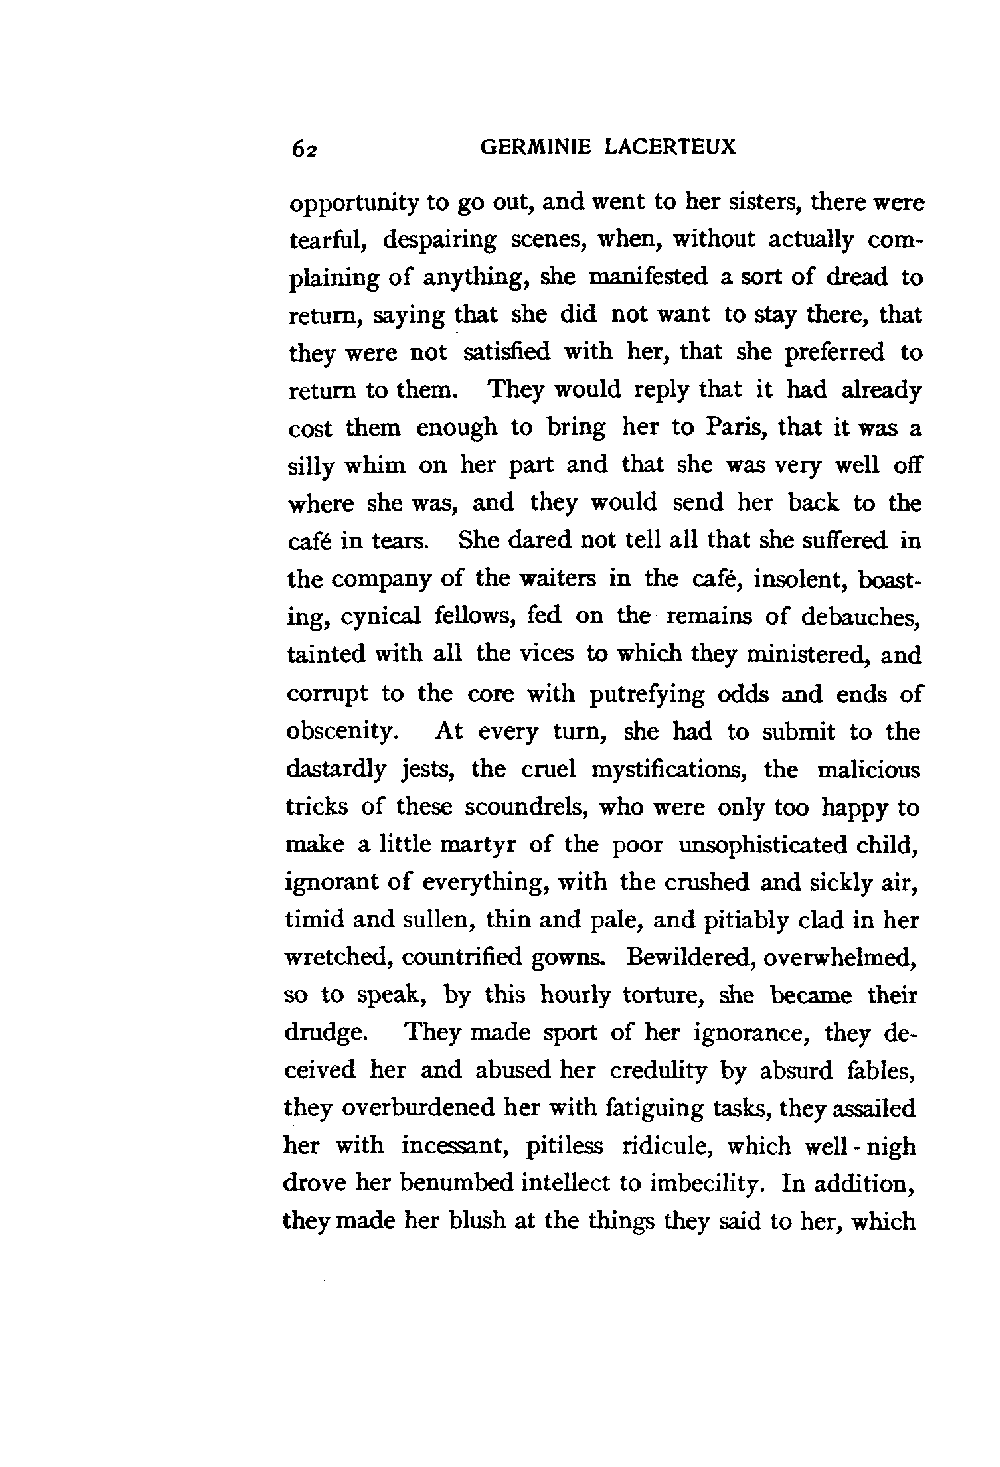 62 GERMINIE LACERTEUX
opportunity to go out, and went to her sisters, there were
tearful, despairing scenes, when, without actually com-
plaining of anything, she manifested a sort of dread to
return, saying that she did not want to stay there, that
they were not satisfied with her, that she preferred to
return to them. They would reply that it had already
cost them enough to bring her to Paris, that it was a
silly whim on her part and that she was very well off
where she was, and they would send her back to the
café in tears. She dared not tell all that she suffered in
the company of the waiters in the café, insolent, boast-
ing, cynical fellows, fed on the remains of debauches,
tainted with all the vices to which they ministered, and
corrupt to the core with putrefying odds and ends of
obscenity. At every turn, she had to submit to the
dastardly jests, the cruel mystifications, the malicious
tricks of these scoundrels, who were only too happy to
make a little martyr of the poor unsophisticated child,
ignorant of everything, with the crushed and sickly air,
timid and sullen, thin and pale, and pitiably clad in her
wretched, countrified gowns. Bewildered, overwhelmed,
so to speak, by this hourly torture, she became their
drudge. They made sport of her ignorance, they de-
ceived her and abused her credulity by absurd fables,
they overburdened her with fatiguing tasks, they assailed
her with incessant, pitiless ridicule, which well-nigh
drove her benumbed intellect to imbecility. In addition,
they made her blush at the things they said to her, which